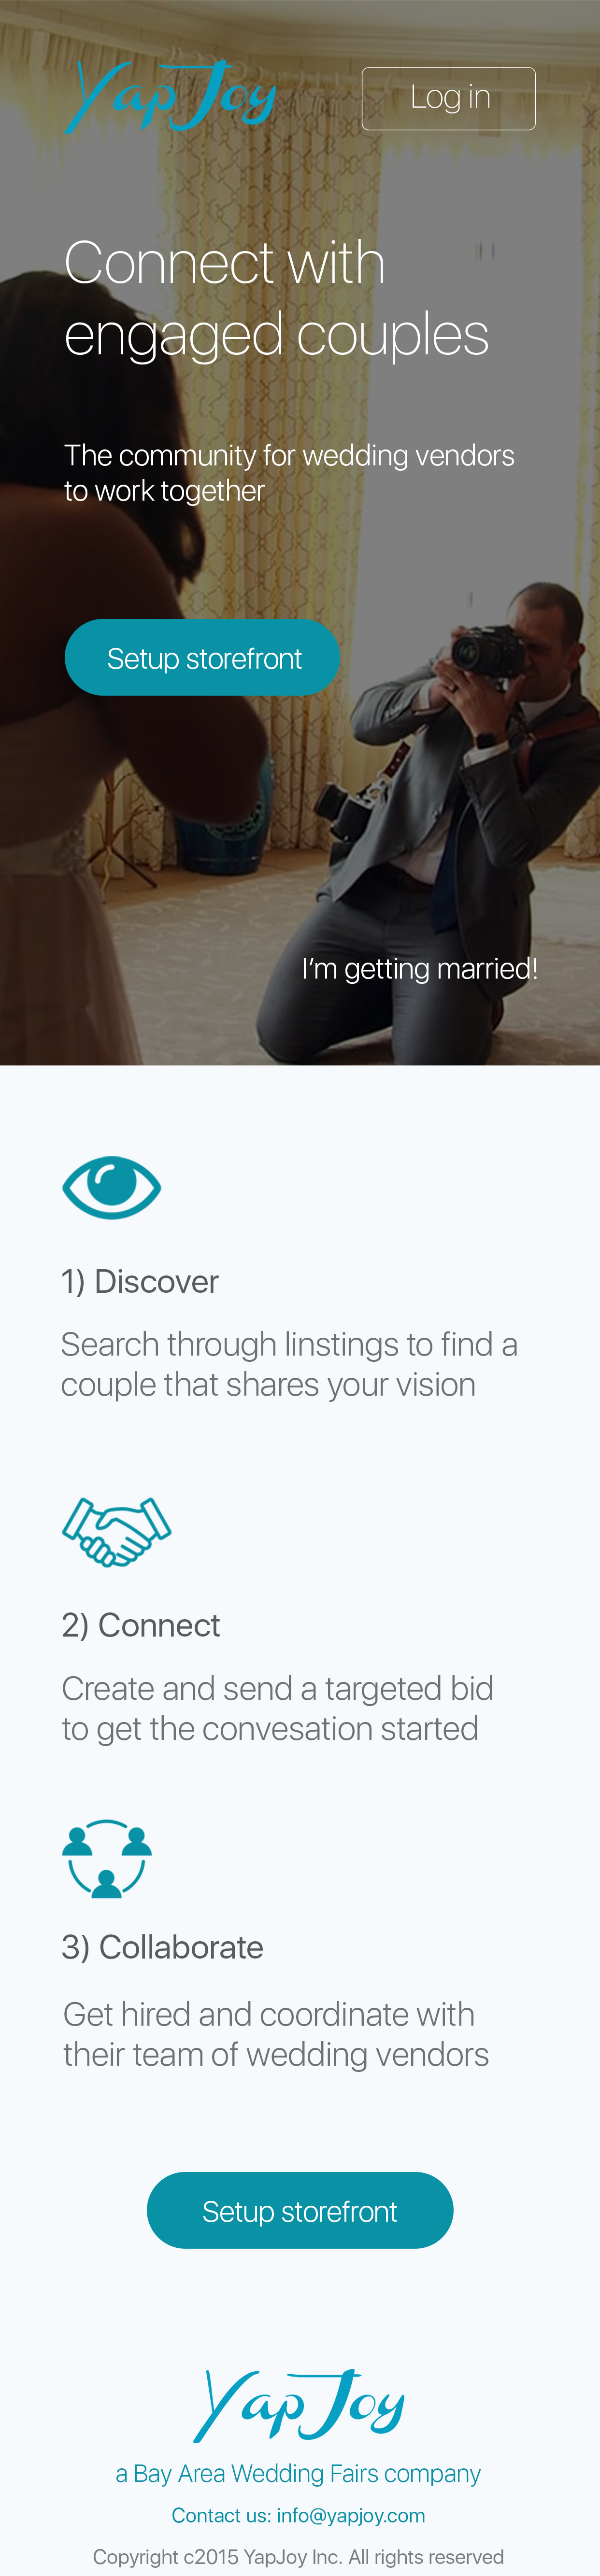 YapJoy
Log in
Connect with
engaged couples
The community for wedding vendors
to work together
Setup storefront
I'm getting married!
1) Discover
Search through linstings to find a
couple that shares your vision
2) Connect
Create and send a targeted bid
to get the convesation started
3) Collaborate
Get hired and coordinate with
their team of wedding vendors
Setup storefront
YapJoy
a Bay Area Wedding Fairs company
Contact us: info@yapjoy.com
Copyright c2015 YapJoy Inc. All rights reserved